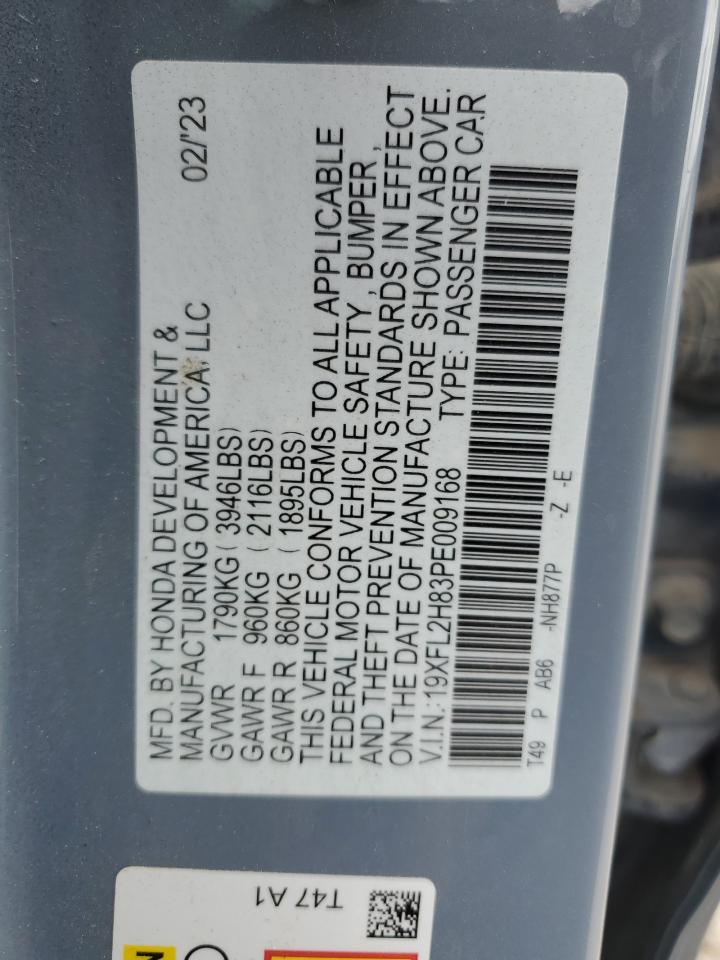 MFD. BY HONDA DEVELOPMENT &
MANUFACTURING OF AMERICA, LLC 02/'23
GVWR 1790KG ( 3946LBS)
GAWR F 960KG ( 2116LBS)
GAWR R 860KG ( 1895LBS)
THIS VEHICLE CONFORMS TO ALL APPLICABLE
FEDERAL MOTOR VEHICLE SAFETY , BUMPER ,
AND THEFT PREVENTION STANDARDS IN EFFECT
ON THE DATE OF MANUFACTURE SHOWN ABOVE.
V.I.N.: 19XFL2H83PE009168 TYPE: PASSENGER CAR
T49 P AB6 -NH877P -Z -E
T47 A1